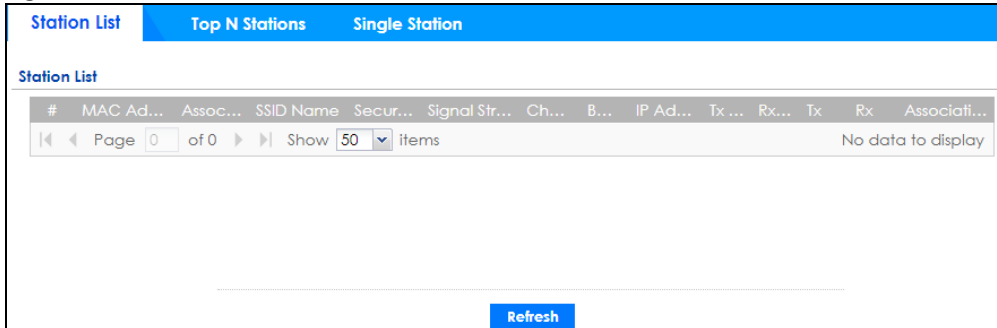 Station List Top N Stations Single Station
Station List
# MAC Ad... Assoc... SSID Name Secur... Signal Str... Ch... B... IP Ad... Tx ... Rx... Tx Rx Associati...
Page 0 of 0 Show 50 items No data to display
Refresh